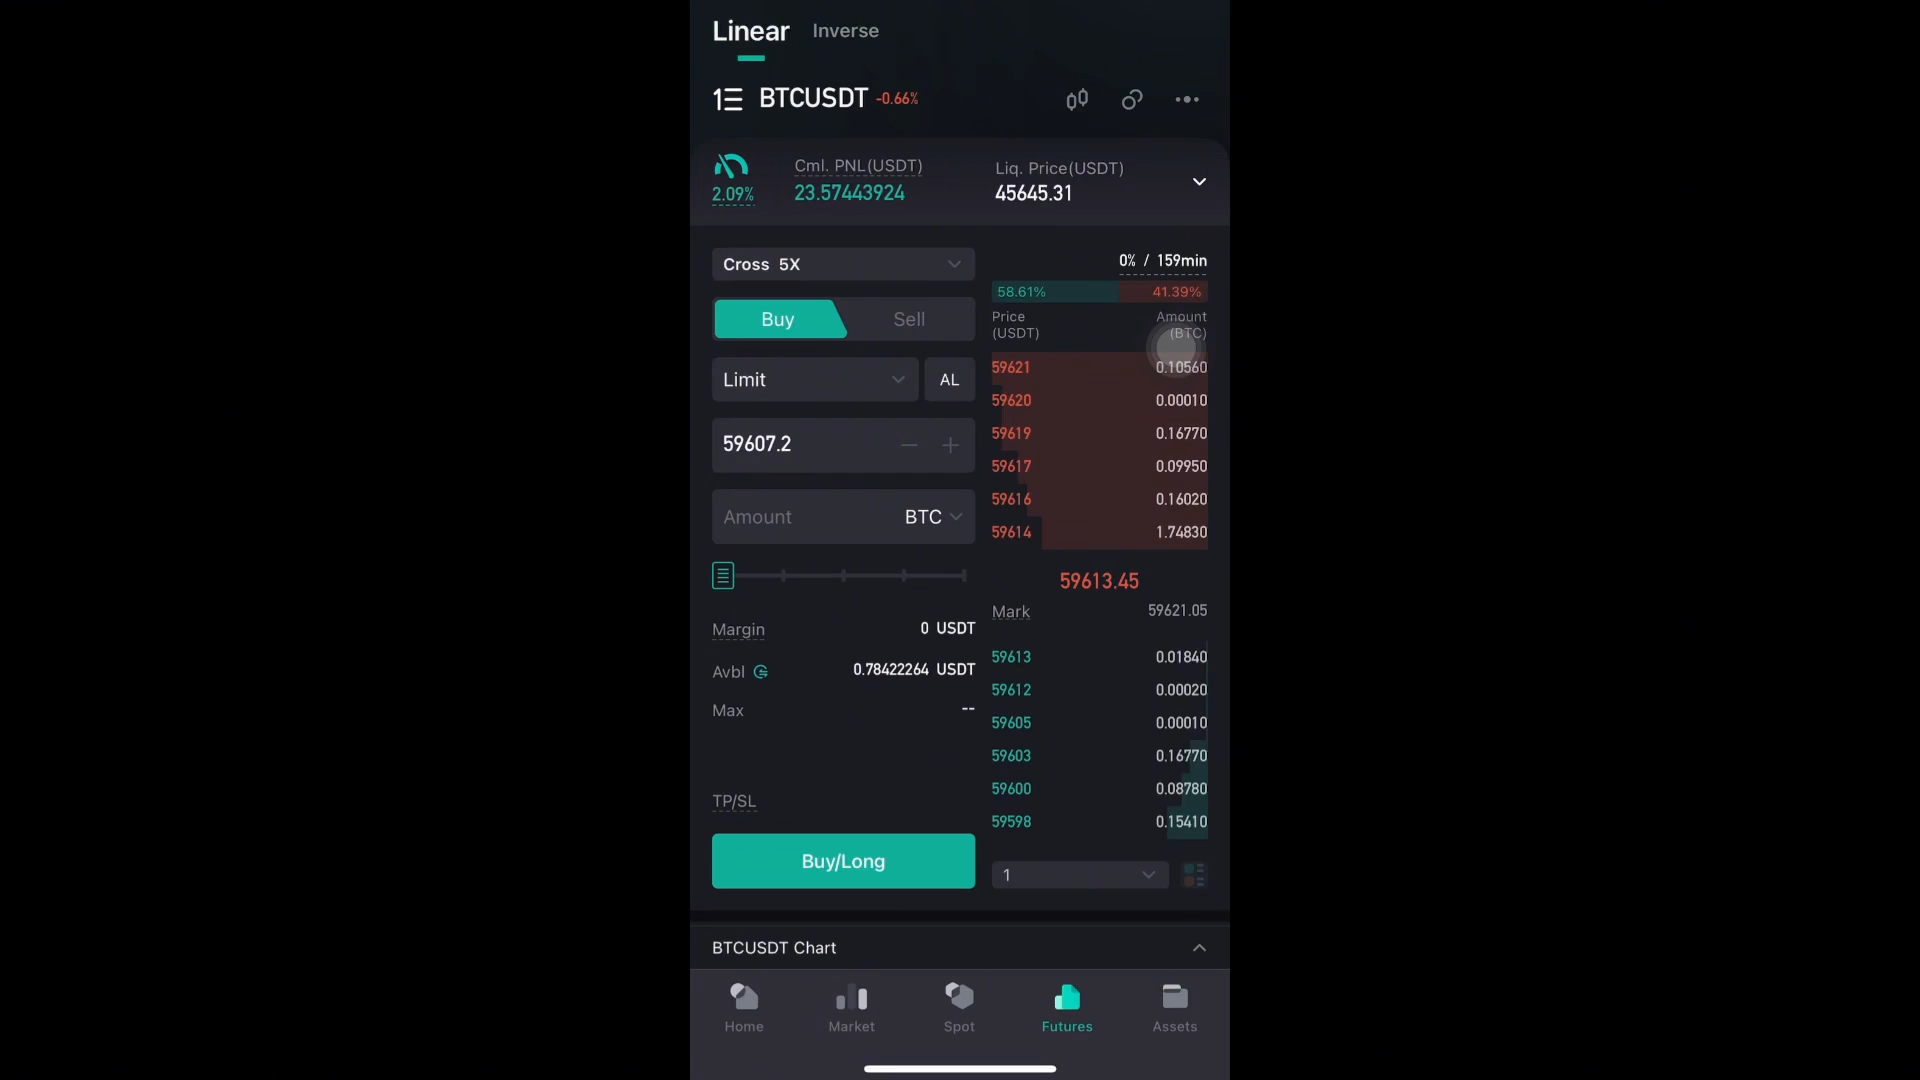 Linear Inverse
BTCUSDT -0.66%
Cml. PNL(USDT) Liq. Price(USDT)
2.09% 23.57443924 45645.31
Cross 5X
0% / 159min
58.61% 41.39%
Buy Sell
Price Amount
(USDT) (BTC)
Limit AL
59621 0.10560
59620 0.00010
59607.2 − +
59619 0.16770
59617 0.09950
Amount BTC
59616 0.16020
59614 1.74830
59613.45
Mark 59621.05
Margin 0 USDT
Avbl 0.78422264 USDT
Max --
59613 0.01840
59612 0.00020
59605 0.00010
59603 0.16770
59600 0.08780
59598 0.15410
TP/SL
Buy/Long
1
BTCUSDT Chart
Home Market Spot Futures Assets